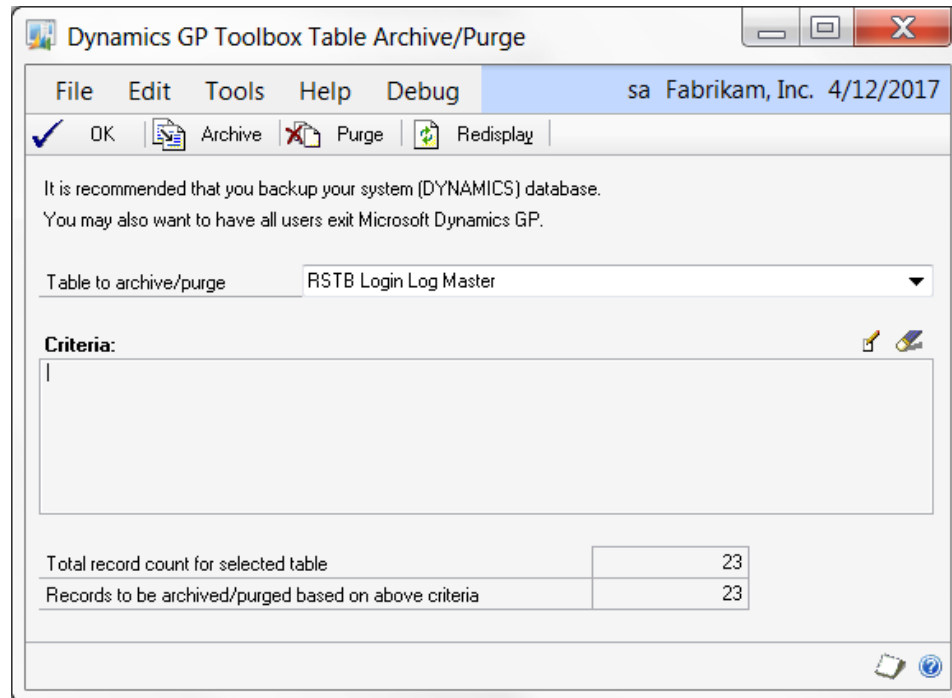 Dynamics GP Toolbox Table Archive/Purge
File Edit Tools Help Debug sa Fabrikam, Inc. 4/12/2017
OK Archive Purge Redisplay
It is recommended that you backup your system (DYNAMICS) database.
You may also want to have all users exit Microsoft Dynamics GP.
Table to archive/purge RSTB Login Log Master
Criteria:
Total record count for selected table 23
Records to be archived/purged based on above criteria 23